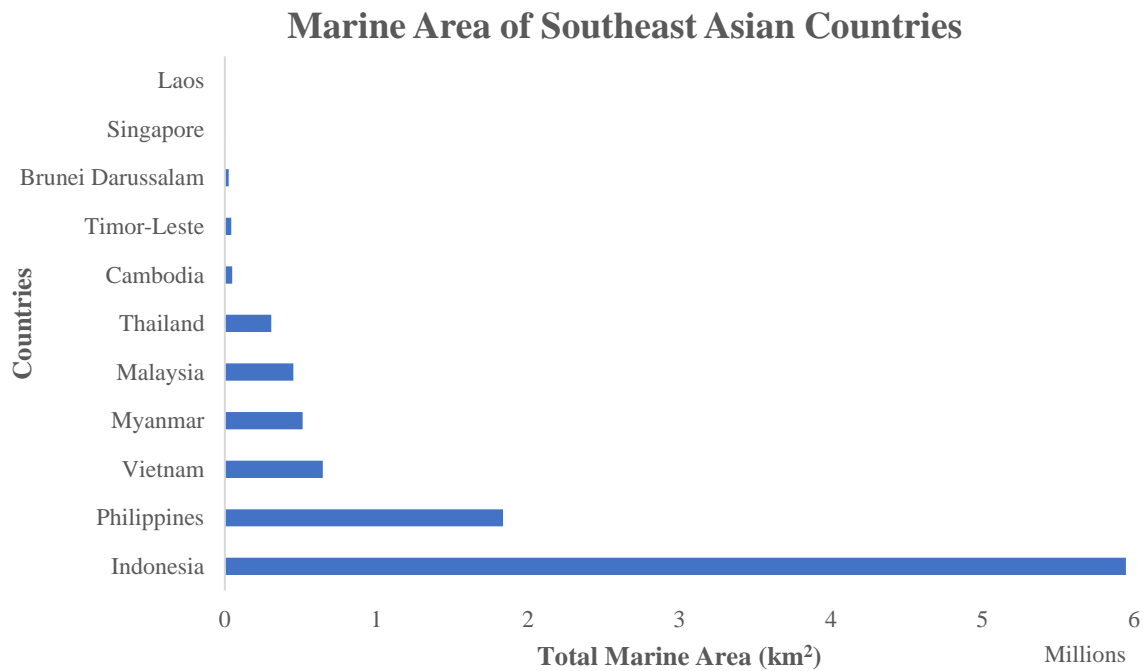 Marine Area of Southeast Asian Countries
Laos
Singapore
Brunei Darussalam
Timor-Leste
Cambodia
Thailand
Malaysia
Myanmar
Vietnam
Philippines
Indonesia
Countries
0 1 2 3 4 5 6
Total Marine Area (km²)
Millions